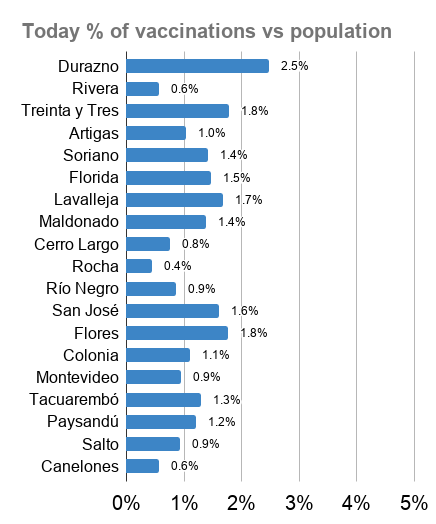 Today % of vaccinations vs population
Durazno 2.5%
Rivera 0.6%
Treinta y Tres 1.8%
Artigas 1.0%
Soriano 1.4%
Florida 1.5%
Lavalleja 1.7%
Maldonado 1.4%
Cerro Largo 0.8%
Rocha 0.4%
Río Negro 0.9%
San José 1.6%
Flores 1.8%
Colonia 1.1%
Montevideo 0.9%
Tacuarembó 1.3%
Paysandú 1.2%
Salto 0.9%
Canelones 0.6%
0% 1% 2% 3% 4% 5%